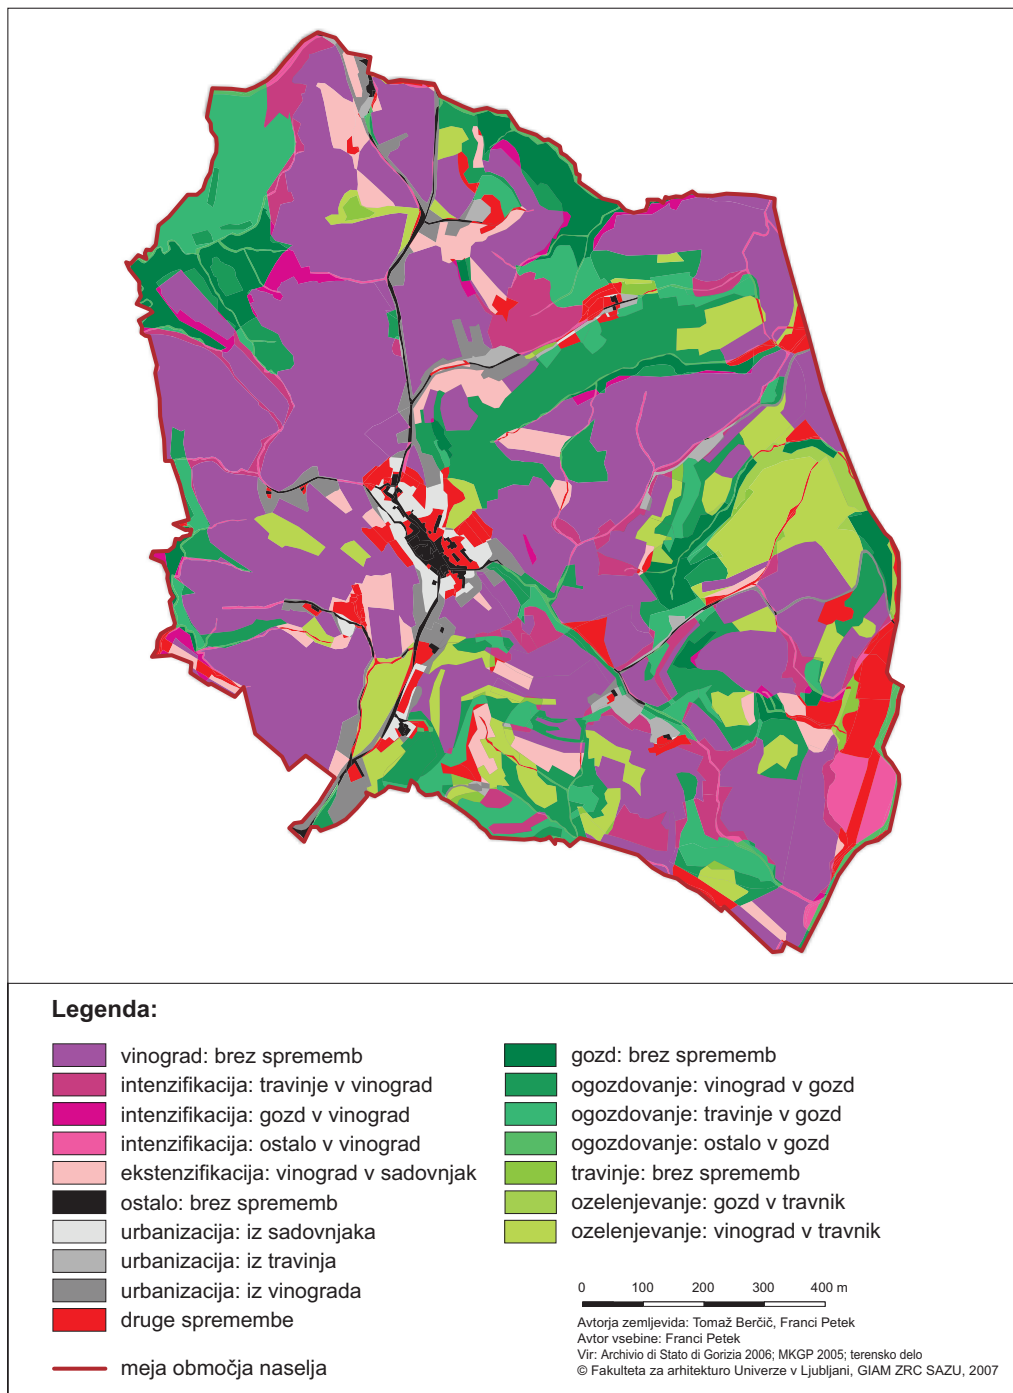 Legenda:
vinograd: brez sprememb
intenzifikacija: travinje v vinograd
intenzifikacija: gozd v vinograd
intenzifikacija: ostalo v vinograd
ekstenzifikacija: vinograd v sadovnjak
ostalo: brez sprememb
urbanizacija: iz sadovnjaka
urbanizacija: iz travinja
urbanizacija: iz vinograda
druge spremembe
meja območja naselja
gozd: brez sprememb
ogozdovanje: vinograd v gozd
ogozdovanje: travinje v gozd
ogozdovanje: ostalo v gozd
travinje: brez sprememb
ozelenjevanje: gozd v travnik
ozelenjevanje: vinograd v travnik
0 100 200 300 400 m
Avtorja zemljevida: Tomaž Berčič, Franci Petek
Avtor vsebine: Franci Petek
Vir: Archivio di Stato di Gorizia 2006; MKGP 2005; terensko delo
© Fakulteta za arhitekturo Univerze v Ljubljani, GIAM ZRC SAZU, 2007